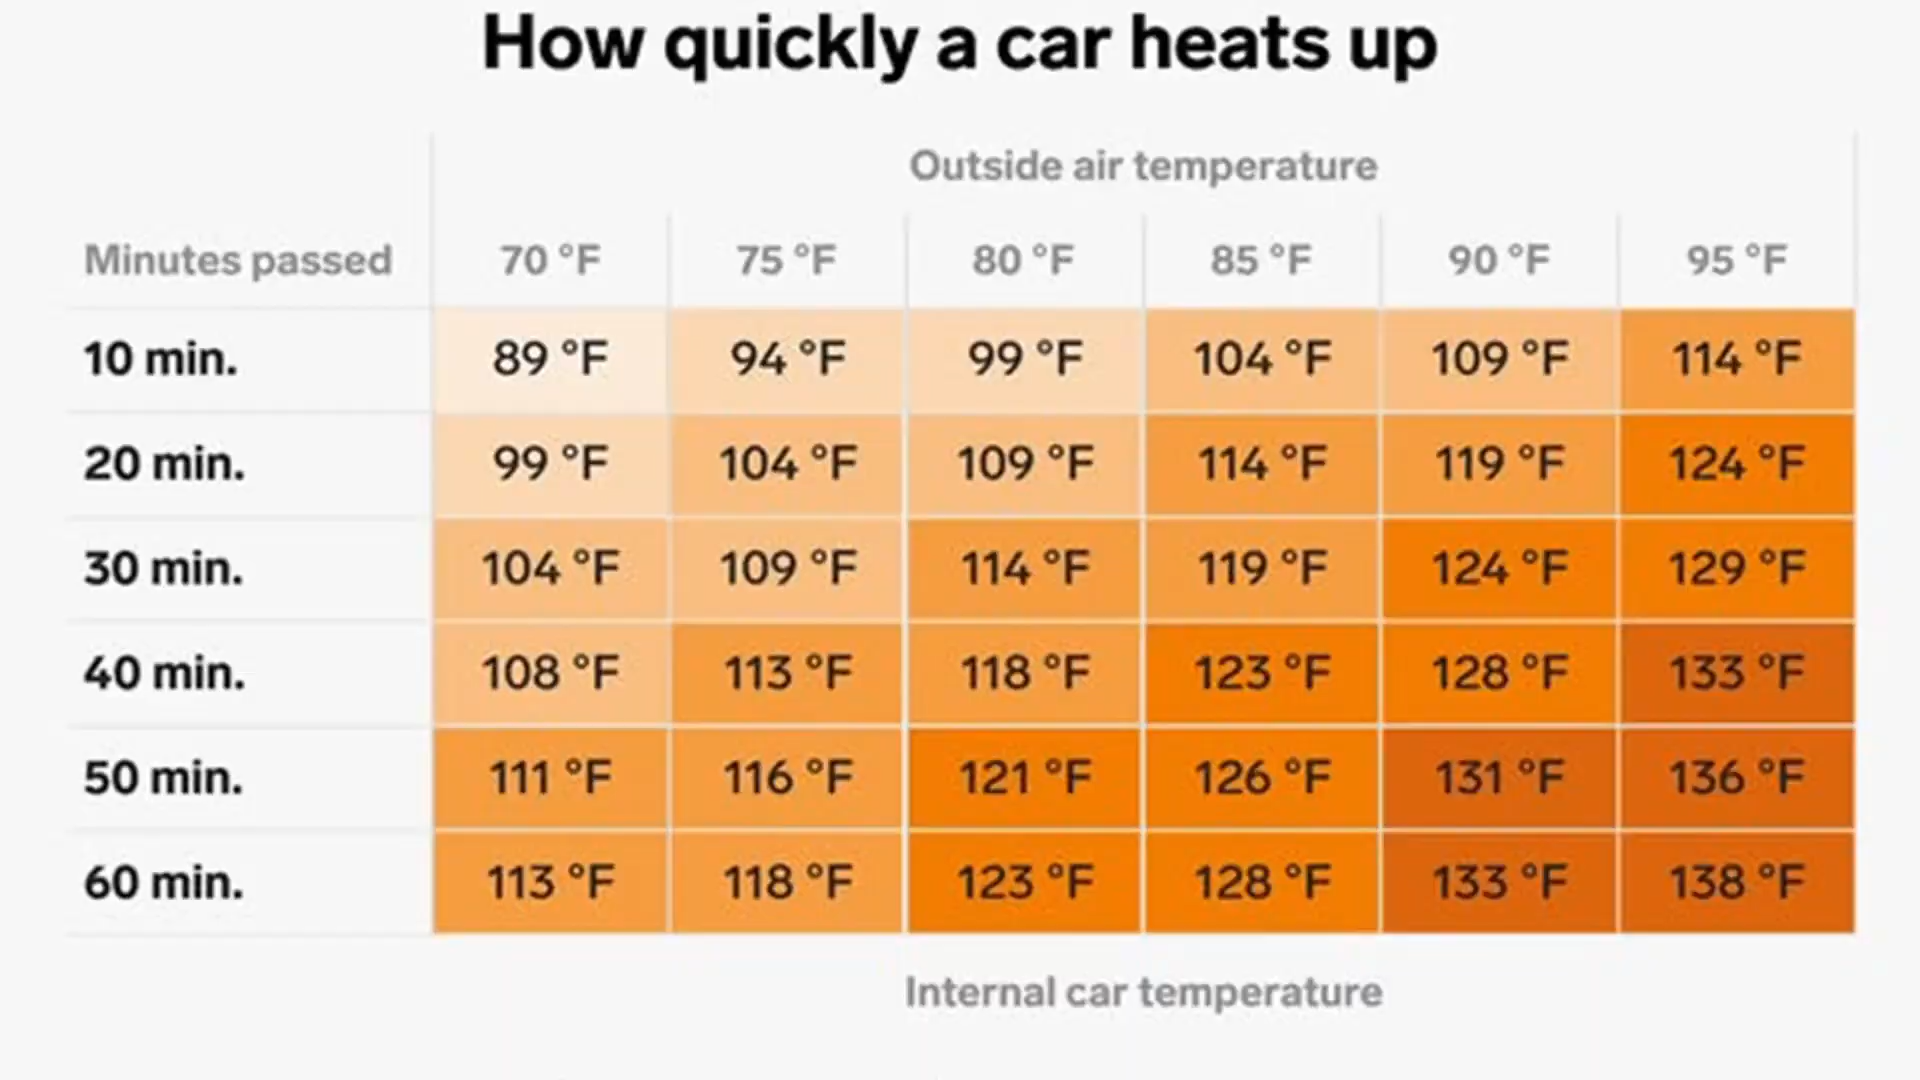 How quickly a car heats up
Outside air temperature
Minutes passed 70 °F 75 °F 80 °F 85 °F 90 °F 95 °F
10 min. 89 °F 94 °F 99 °F 104 °F 109 °F 114 °F
20 min. 99 °F 104 °F 109 °F 114 °F 119 °F 124 °F
30 min. 104 °F 109 °F 114 °F 119 °F 124 °F 129 °F
40 min. 108 °F 113 °F 118 °F 123 °F 128 °F 133 °F
50 min. 111 °F 116 °F 121 °F 126 °F 131 °F 136 °F
60 min. 113 °F 118 °F 123 °F 128 °F 133 °F 138 °F
Internal car temperature